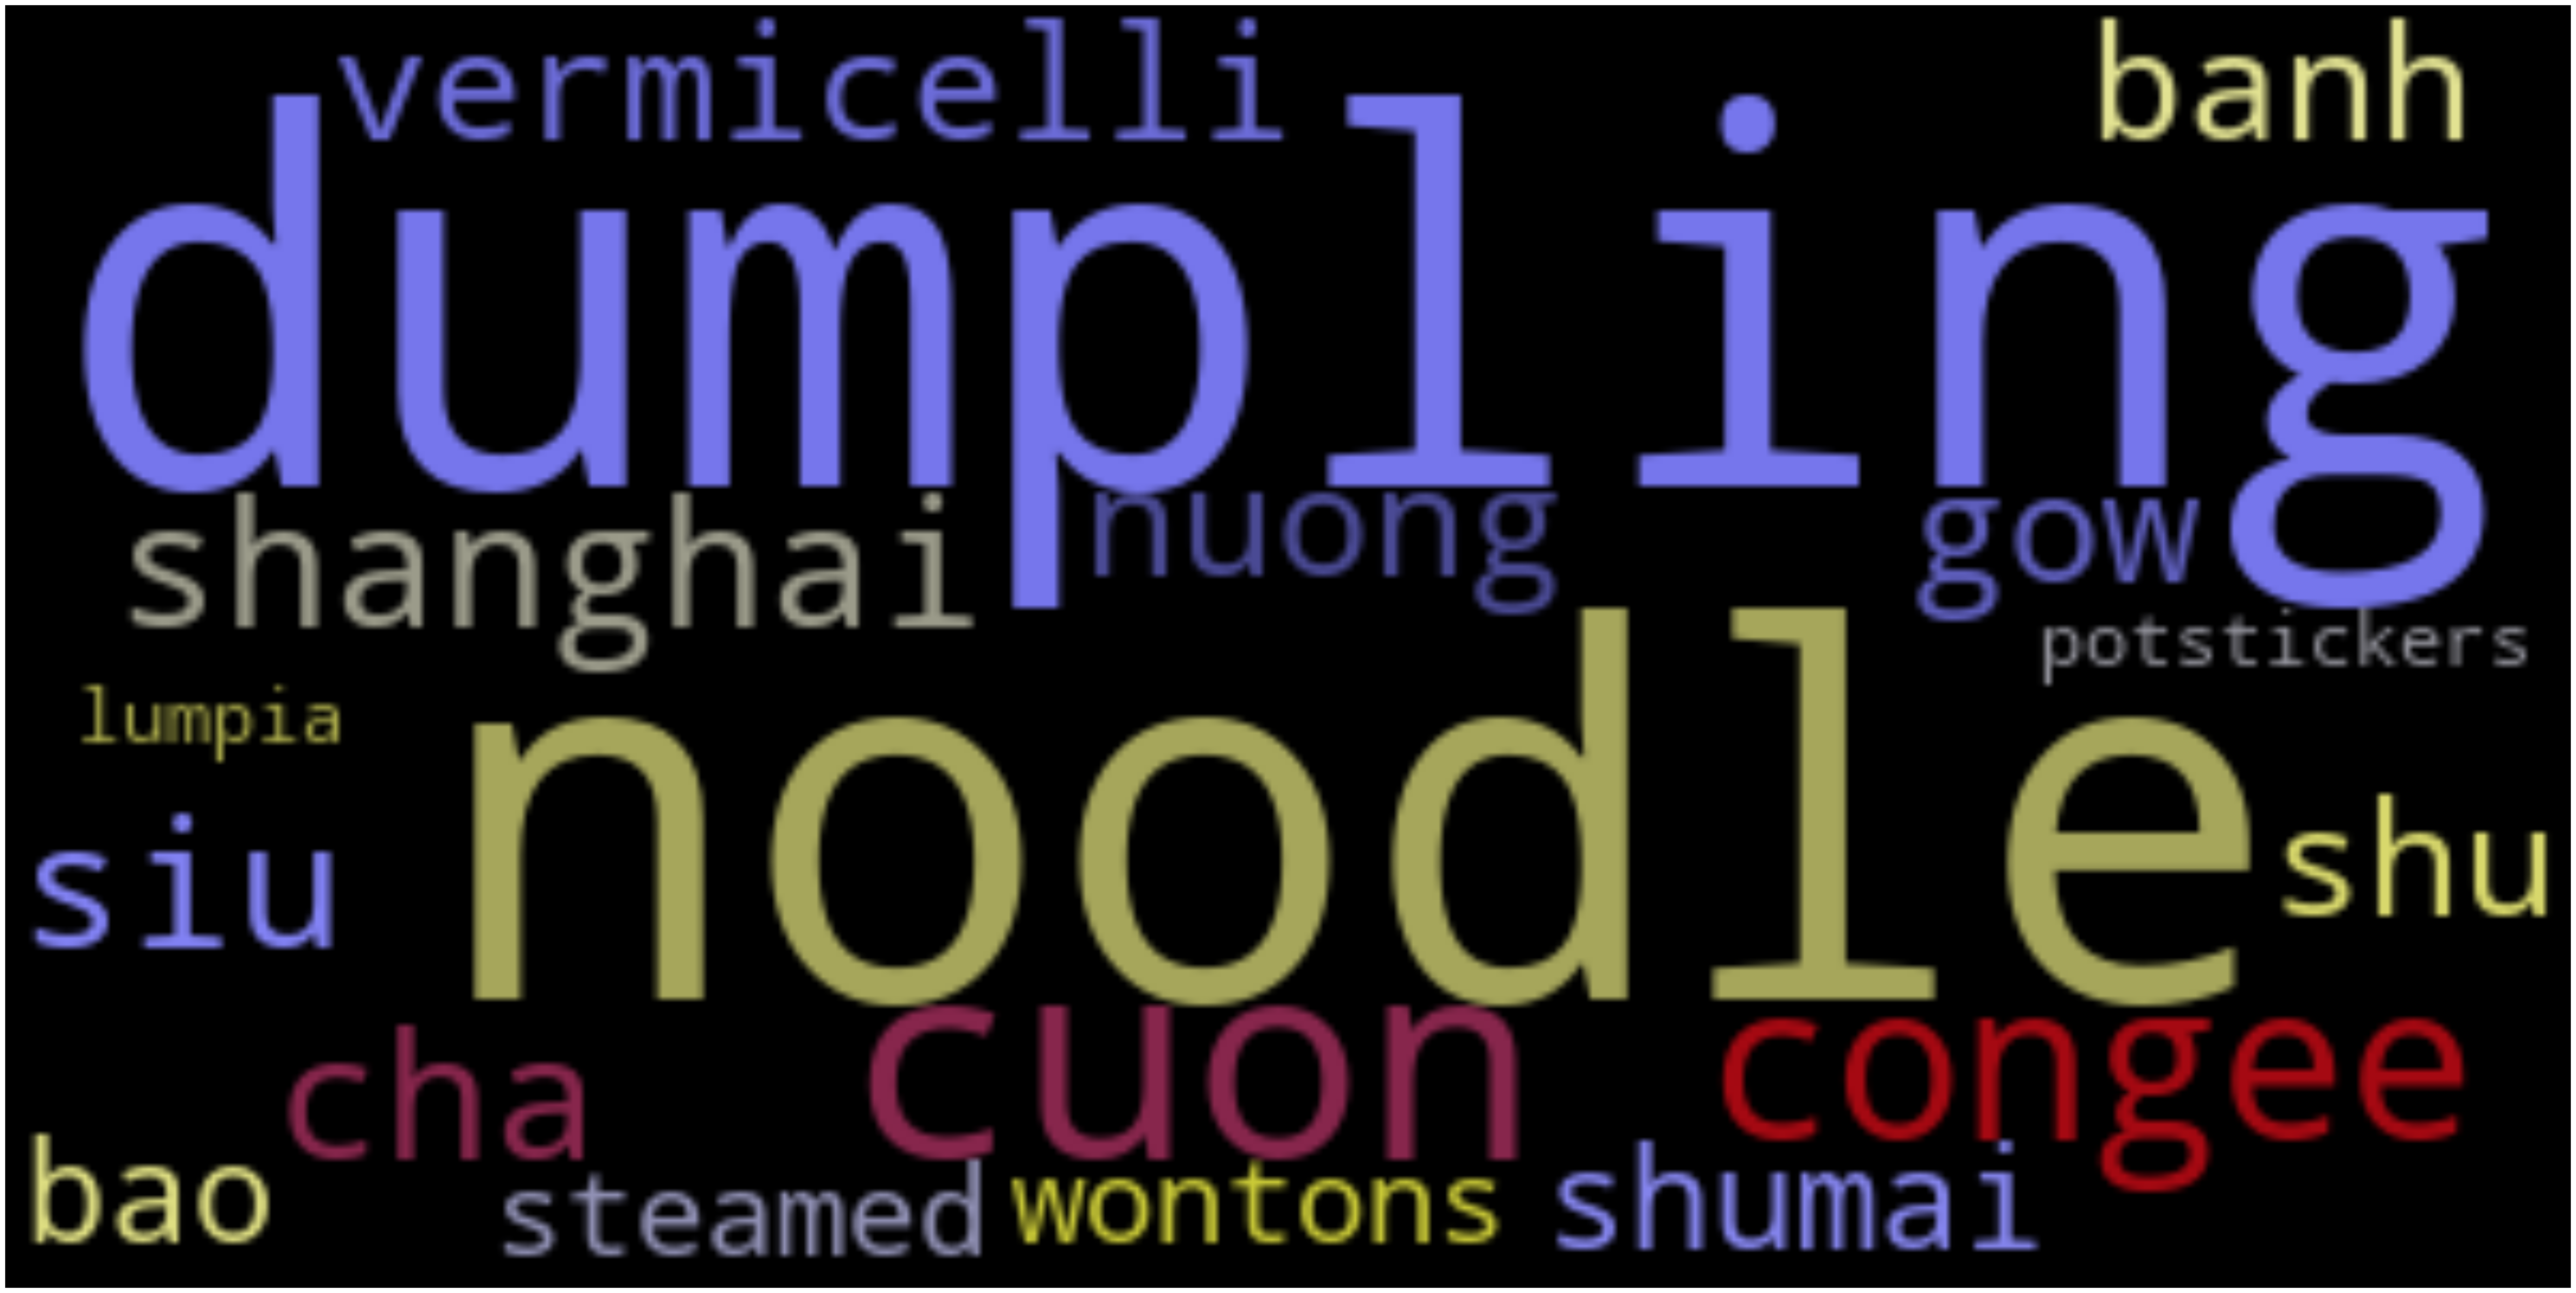 vermicelli banh
dumpling
shanghai nuong gow
potstickers
lumpia
noodle
siu shu
cha cuon congee
bao steamed wontons shumai